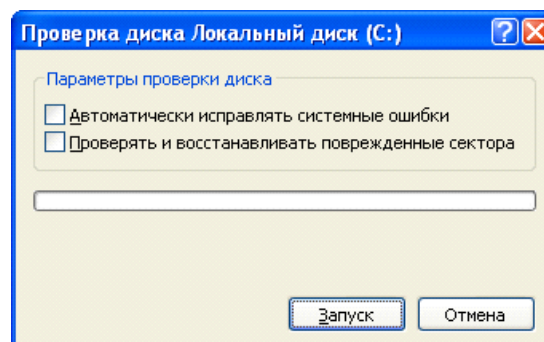 Проверка диска Локальный диск (C:)
Параметры проверки диска
Автоматически исправлять системные ошибки
Проверять и восстанавливать поврежденные сектора
Запуск
Отмена